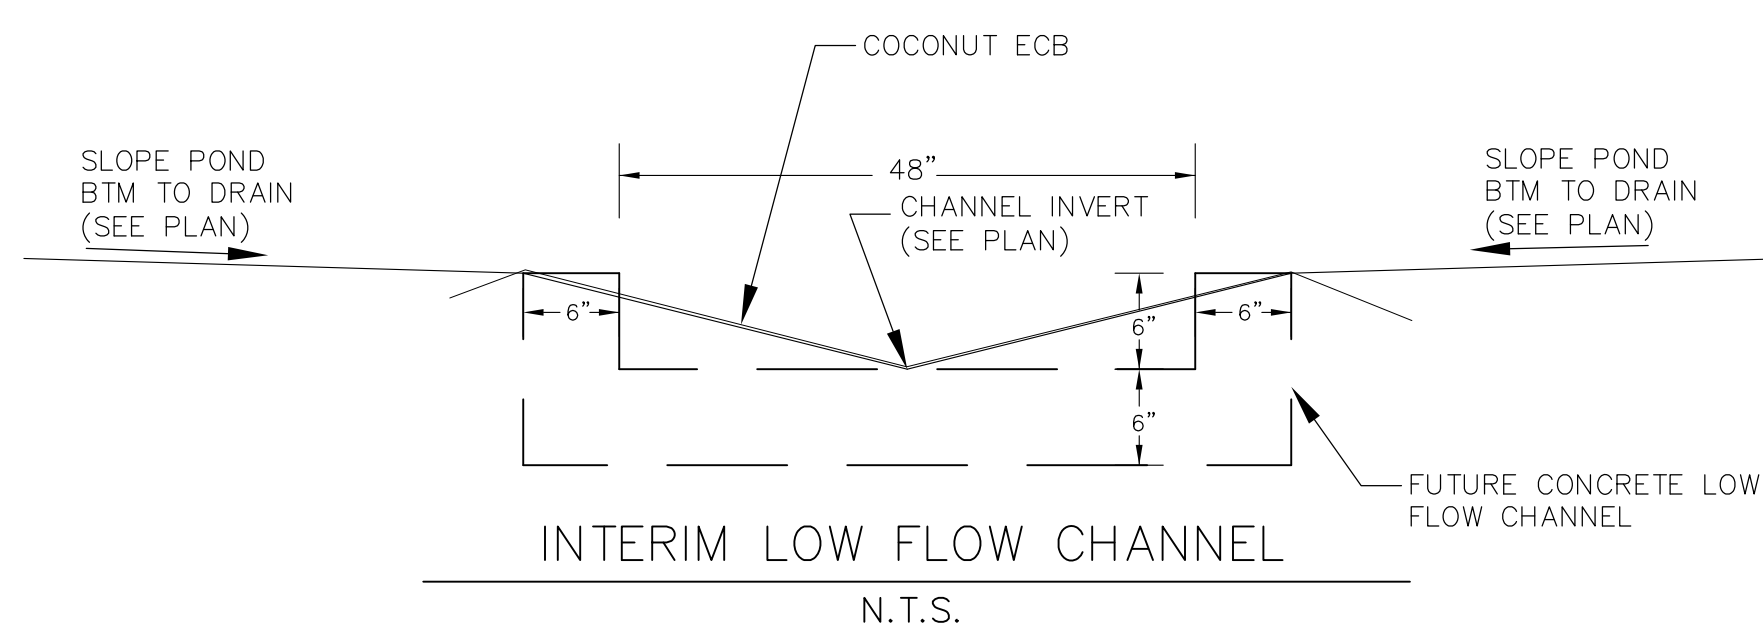 COCONUT ECB
SLOPE POND
BTM TO DRAIN
(SEE PLAN)
48”
CHANNEL INVERT
(SEE PLAN)
SLOPE POND
BTM TO DRAIN
(SEE PLAN)
6”
6”
6”
6”
FUTURE CONCRETE LOW
FLOW CHANNEL
INTERIM LOW FLOW CHANNEL
N.T.S.